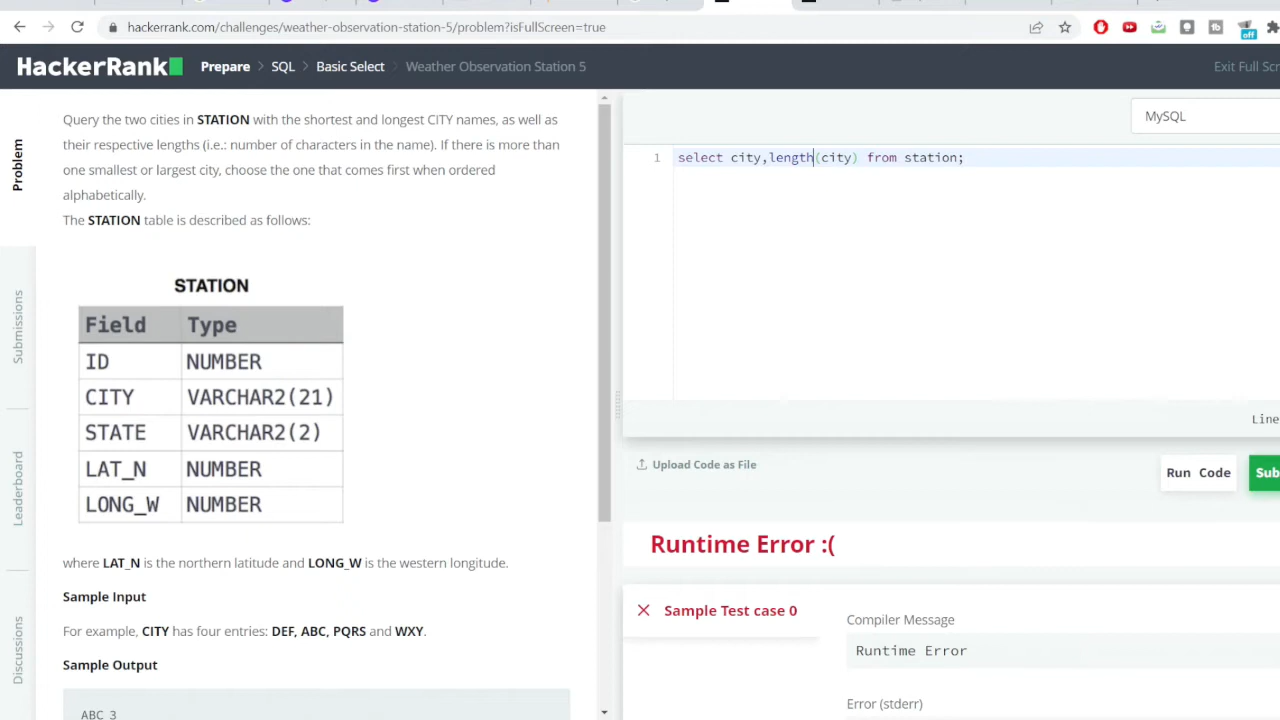 hackerrank.com/challenges/weather-observation-station-5/problem?isFullScreen=true
off
HackerRank Prepare > SQL > Basic Select > Weather Observation Station 5
Exit Full Scr
Problem
Submissions
Leaderboard
Discussions
Query the two cities in STATION with the shortest and longest CITY names, as well as
their respective lengths (i.e.: number of characters in the name). If there is more than
one smallest or largest city, choose the one that comes first when ordered
alphabetically.
The STATION table is described as follows:
STATION
Field Type
ID NUMBER
CITY VARCHAR2(21)
STATE VARCHAR2(2)
LAT_N NUMBER
LONG_W NUMBER
where LAT_N is the northern latitude and LONG_W is the western longitude.
Sample Input
For example, CITY has four entries: DEF, ABC, PQRS and WXY.
Sample Output
ABC 3
MySQL
1 select city,length(city) from station;
Line
Upload Code as File
Run Code
Sub
Runtime Error :(
Sample Test case 0
Compiler Message
Runtime Error
Error (stderr)